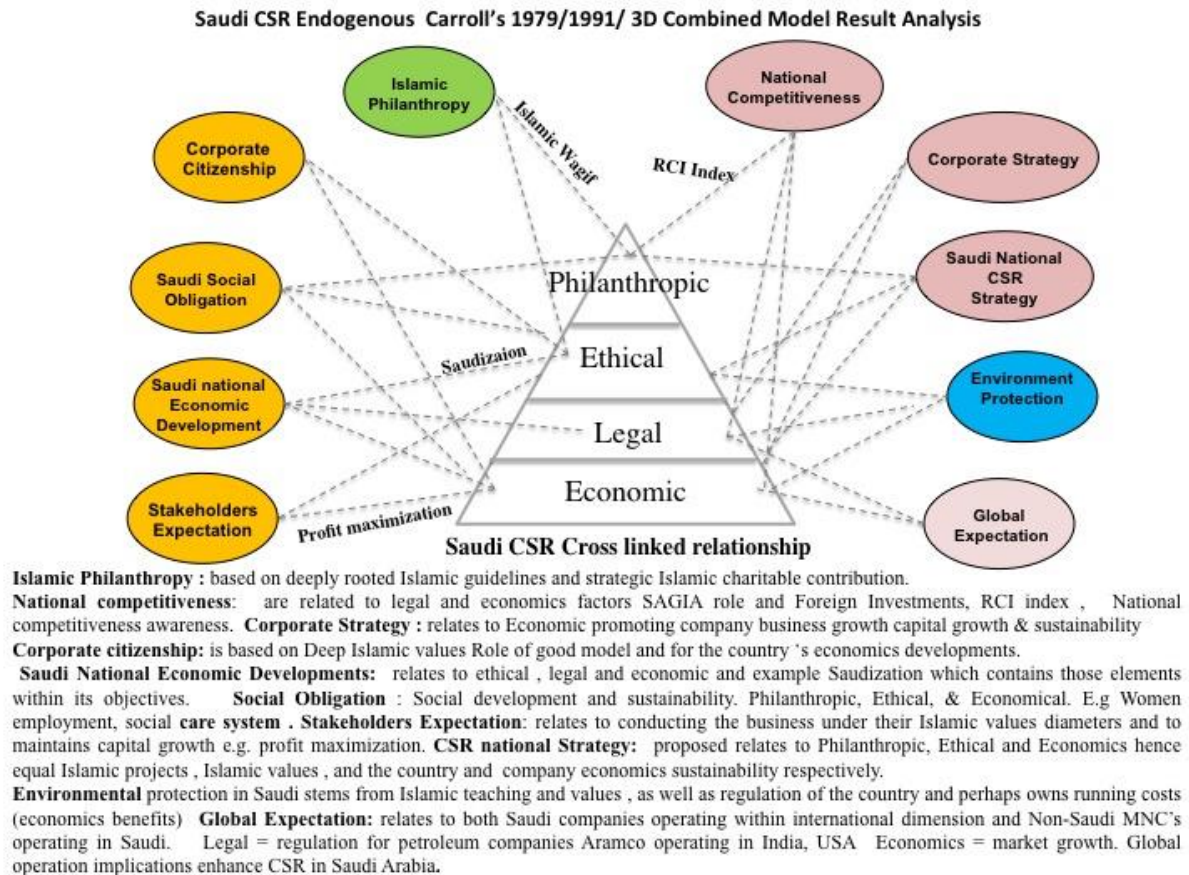 Saudi CSR Endogenous Carroll's 1979/1991/ 3D Combined Model Result Analysis
Islamic
Philanthropy
National
Competitiveness
Corporate
Citizenship
Islamic Wagif
RCI Index
Corporate Strategy
Saudi Social
Obligation
Philanthropic
Saudi National
CSR
Strategy
Saudizaion
Ethical
Saudi national
Economic
Development
Environment
Protection
Legal
Stakeholders
Expectation
Profit maximization
Economic
Global
Expectation
Saudi CSR Cross linked relationship
Islamic Philanthropy : based on deeply rooted Islamic guidelines and strategic Islamic charitable contribution.
National competitiveness: are related to legal and economics factors SAGIA role and Foreign Investments, RCI index , National
competitiveness awareness. Corporate Strategy : relates to Economic promoting company business growth capital growth & sustainability
Corporate citizenship: is based on Deep Islamic values Role of good model and for the country 's economics developments.
Saudi National Economic Developments: relates to ethical , legal and economic and example Saudization which contains those elements
within its objectives. Social Obligation : Social development and sustainability. Philanthropic, Ethical, & Economical. E.g Women
employment, social care system . Stakeholders Expectation: relates to conducting the business under their Islamic values diameters and to
maintains capital growth e.g. profit maximization. CSR national Strategy: proposed relates to Philanthropic, Ethical and Economics hence
equal Islamic projects , Islamic values , and the country and company economics sustainability respectively.
Environmental protection in Saudi stems from Islamic teaching and values , as well as regulation of the country and perhaps owns running costs
(economics benefits) Global Expectation: relates to both Saudi companies operating within international dimension and Non-Saudi MNC's
operating in Saudi. Legal = regulation for petroleum companies Aramco operating in India, USA Economics = market growth. Global
operation implications enhance CSR in Saudi Arabia.